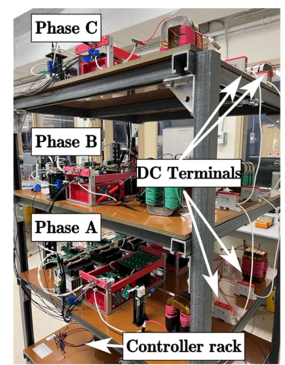 Phase C
Phase B
DC Terminals
Phase A
Controller rack